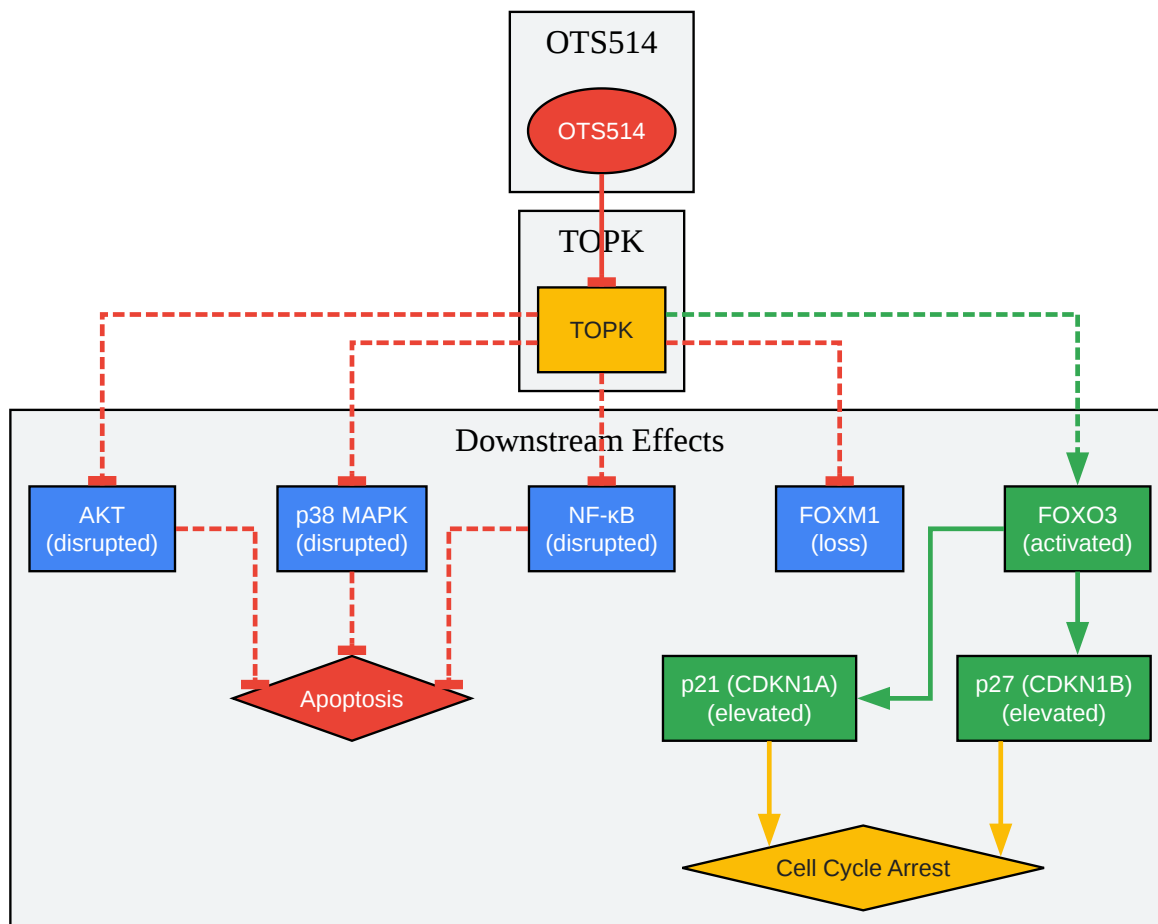 OTS514
OTS514
TOPK
TOPK
Downstream Effects
AKT
(disrupted)
p38 MAPK
(disrupted)
NF-κB
(disrupted)
FOXM1
(loss)
FOXO3
(activated)
Apoptosis
p21 (CDKN1A)
(elevated)
p27 (CDKN1B)
(elevated)
Cell Cycle Arrest